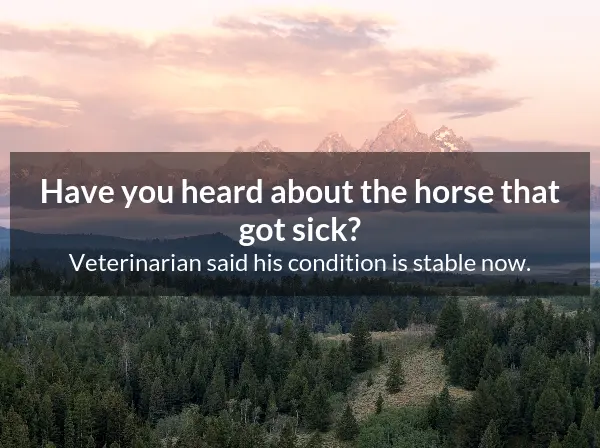 Have you heard about the horse that
got sick?
Veterinarian said his condition is stable now.